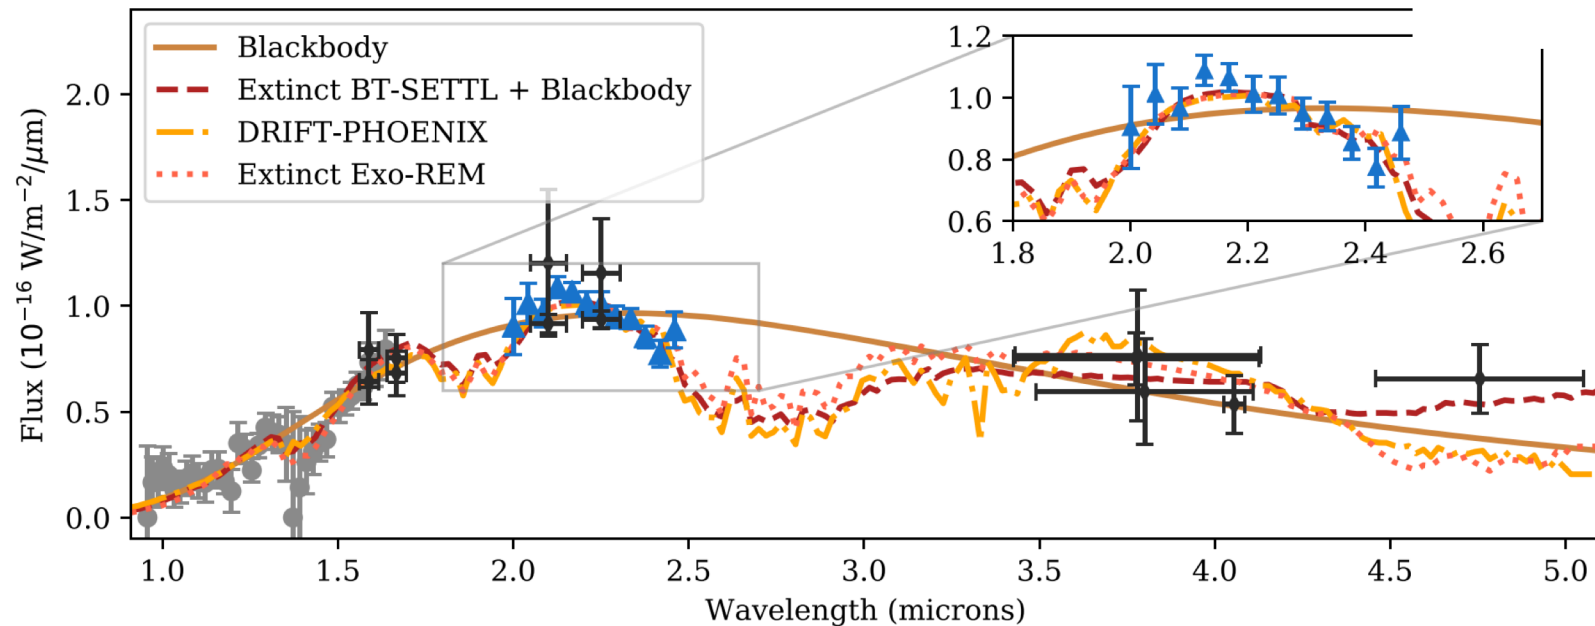 Blackbody
Extinct BT-SETTL + Blackbody
DRIFT-PHOENIX
Extinct Exo-REM
Flux (10⁻¹⁶ W/m⁻²/μm)
2.0
1.5
1.0
0.5
0.0
1.2
1.0
0.8
0.6
1.8 2.0 2.2 2.4 2.6
1.0 1.5 2.0 2.5 3.0 3.5 4.0 4.5 5.0
Wavelength (microns)